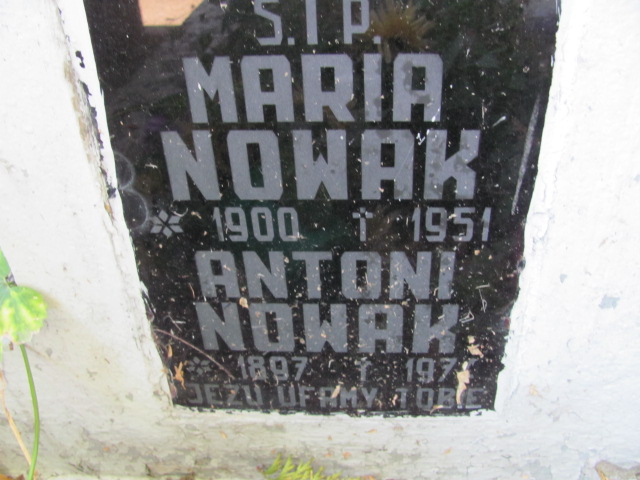 S.I P.
MARIA
NOWAK
* 1900 † 1951
ANTONI
NOWAK
* 1897 †
JEZU UFAMY TOBIE